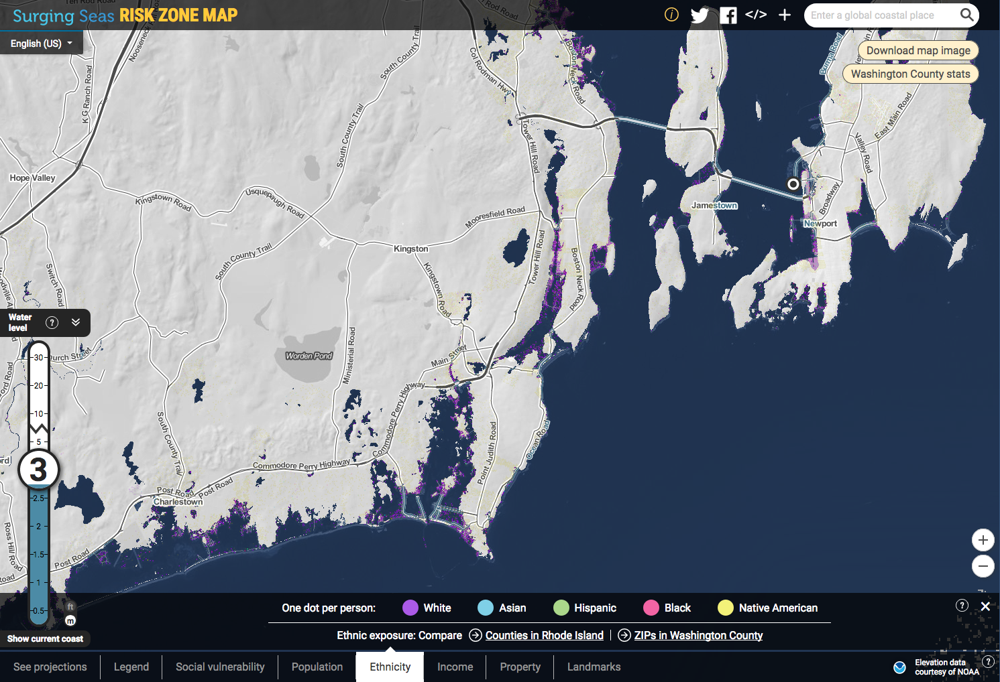 Ten Rod Road
Rod Road
Surging Seas RISK ZONE MAP
</>
Enter a global coastal place
English (US)
Download map image
Washington County stats
Nooseneck
K G Ranch Road
South County Trail
South County Trail
Col Rodman Hwy
Boston Neck Road
Burma Road
East Main Road
Valley Road
Tower Hill Road
Hope Valley
Kingstown Road
Usquepaugh Road
Mooresfield Road
Jamestown
Broadway
Newport
Kingston
South County Trail
Tower Hill Road
Boston Neck Road
Kingstown Road
Switch Road
Water
level
?
30
20
10
5
3
2.5
2
1.5
1
0.5
ft
m
Show current coast
Worden Pond
Ministerial Road
Main Street
Commodore Perry Highway
South County Trail
Commodore Perry Highway
Point Judith Road
Ocean Road
Post Road
Post Road
Charlestown
Ross Hill Road
Post Road
One dot per person: White Asian Hispanic Black Native American
?
Ethnic exposure: Compare Counties in Rhode Island | ZIPs in Washington County
See projections Legend Social vulnerability Population Ethnicity Income Property Landmarks
Elevation data
courtesy of NOAA
?